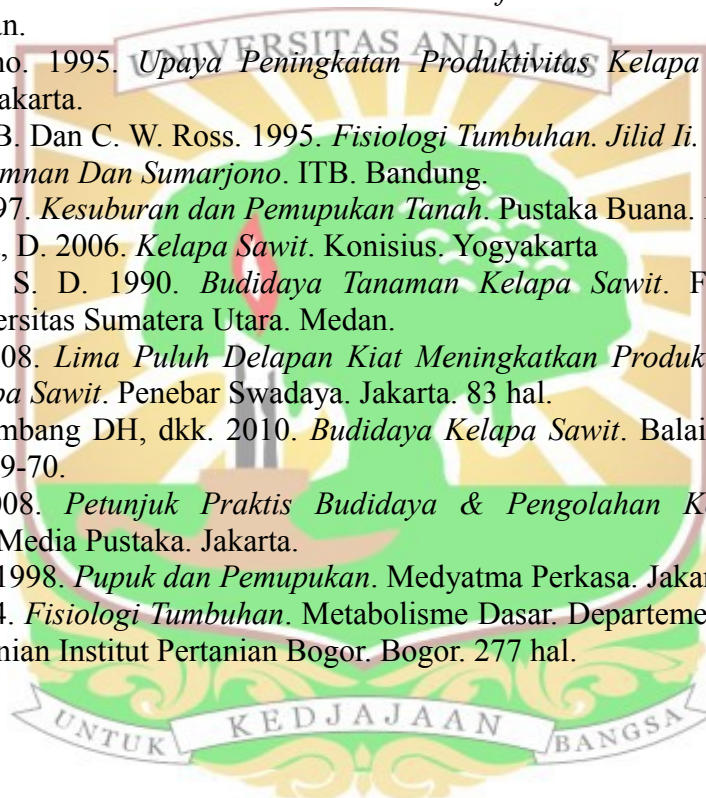 an.
UNIVERSITAS ANDALAS
no. 1995. Upaya Peningkatan Produktivitas Kelapa
akarta.
B. Dan C. W. Ross. 1995. Fisiologi Tumbuhan. Jilid Ii.
mnan Dan Sumarjono. ITB. Bandung.
97. Kesuburan dan Pemupukan Tanah. Pustaka Buana.
, D. 2006. Kelapa Sawit. Konisius. Yogyakarta
S. D. 1990. Budidaya Tanaman Kelapa Sawit. F
ersitas Sumatera Utara. Medan.
08. Lima Puluh Delapan Kiat Meningkatkan Produk
pa Sawit. Penebar Swadaya. Jakarta. 83 hal.
mbang DH, dkk. 2010. Budidaya Kelapa Sawit. Balai
9-70.
008. Petunjuk Praktis Budidaya & Pengolahan K
Media Pustaka. Jakarta.
1998. Pupuk dan Pemupukan. Medyatma Perkasa. Jaka
4. Fisiologi Tumbuhan. Metabolisme Dasar. Departeme
nian Institut Pertanian Bogor. Bogor. 277 hal.
UNTUK KEDJAJAAN BANGSA